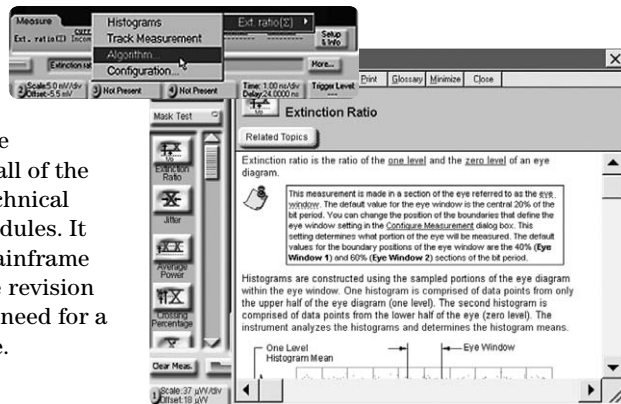 Measure
Histograms
Ext. ratio(Σ)
Track Measurement
Setup & Info
Algorithm...
Configuration...
More...
2) Scale:5.0 mV/
Offset:-5.5 mV
3) Not Present
4) Not Present
Time: 1.00 ns/div
Delay:24.0000 ns
Trigger Level
Print Glossary Minimize Close
Mask Test
Extinction Ratio
Jitter
Average Power
Crossing Percentage
Clear Meas.
1) Scale:37 µW/div
Offset:18 µW
Extinction Ratio
Related Topics
Extinction ratio is the ratio of the one level and the zero level of an eye
diagram.
This measurement is made in a section of the eye referred to as the eye
window. The default value for the eye window is the central 20% of the
bit period. You can change the position of the boundaries that define the
eye window setting in the Configure Measurement dialog box. This
setting determines what portion of the eye will be measured. The default
values for the boundary positions of the eye window are the 40% (Eye
Window 1) and 60% (Eye Window 2) sections of the bit period.
Histograms are constructed using the sampled portions of the eye diagram
within the eye window. One histogram is comprised of data points from only
the upper half of the eye diagram (one level). The second histogram is
comprised of data points from the lower half of the eye (zero level). The
instrument analyzes the histograms and determines the histogram means.
One Level
Histogram Mean
Eye Window
all of the
dules. It
ainframe
e revision
need for a